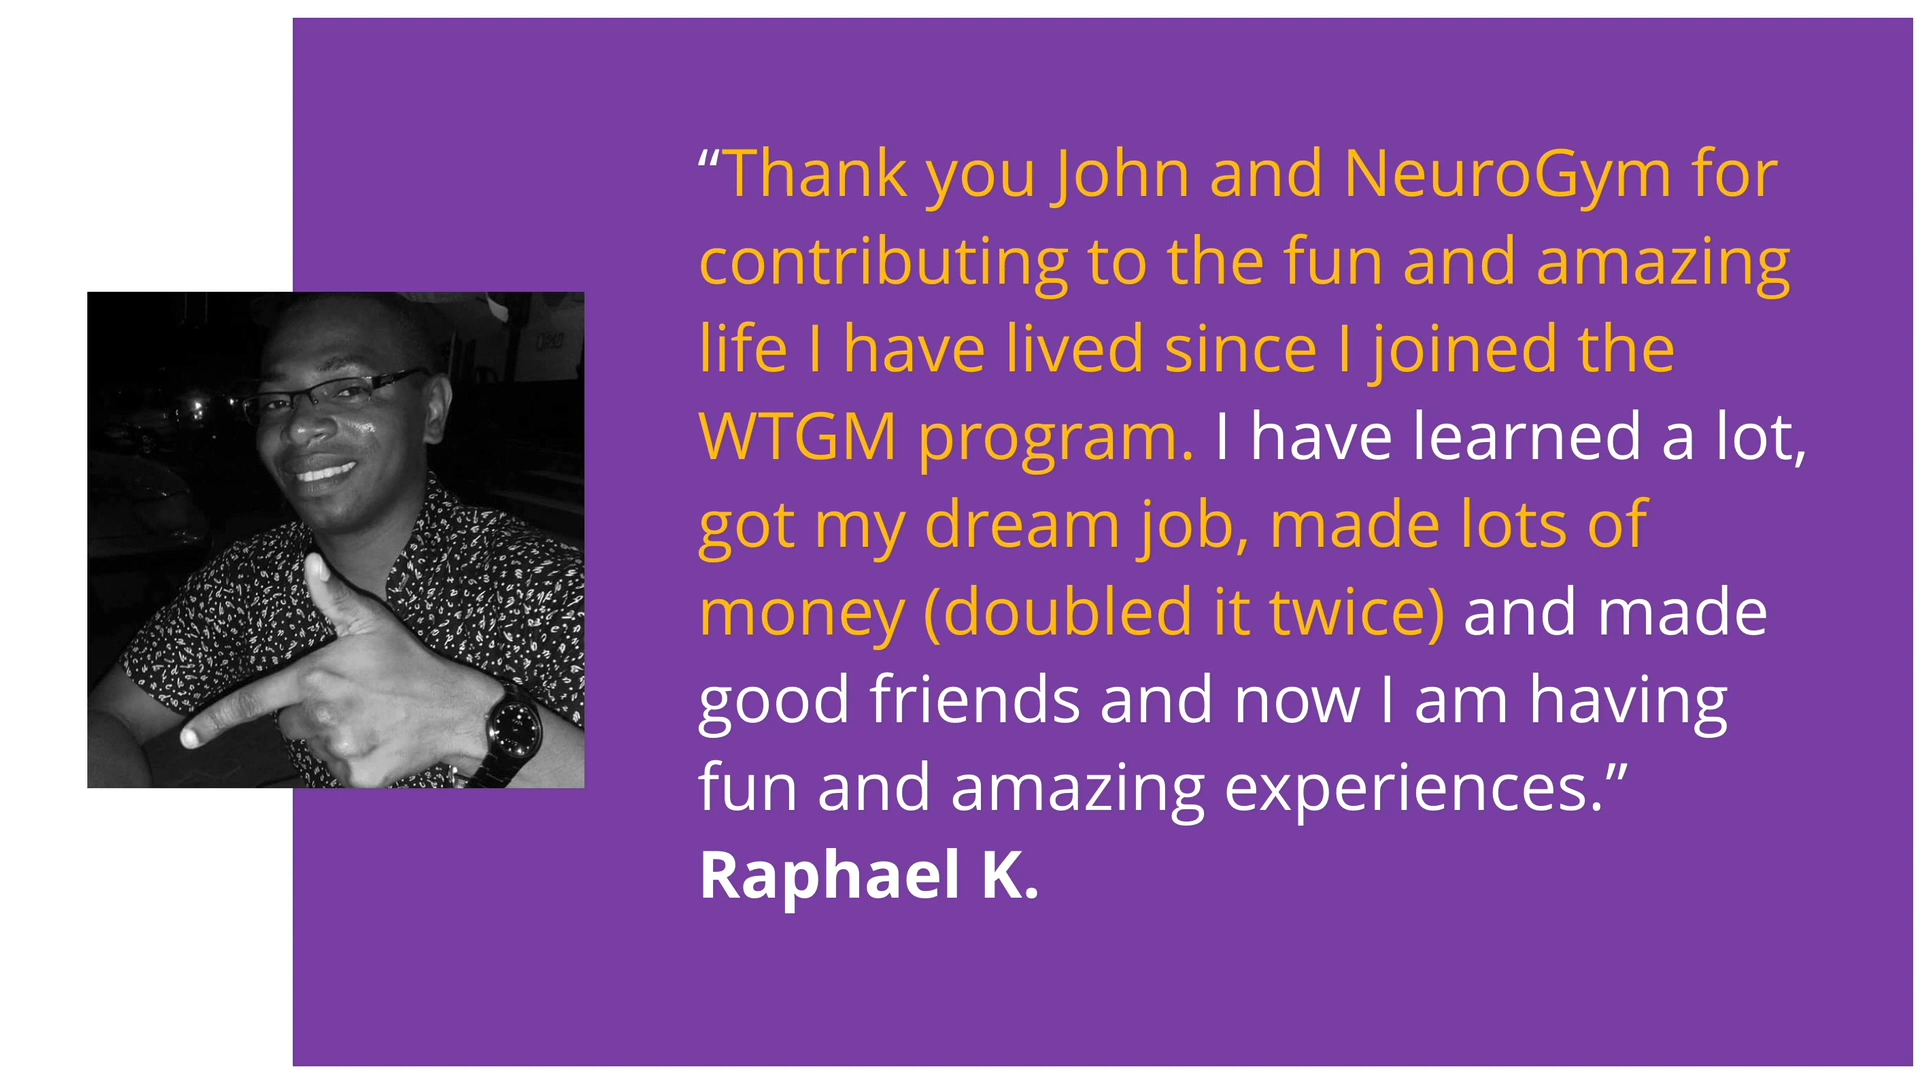 “Thank you John and NeuroGym for
contributing to the fun and amazing
life I have lived since I joined the
WTGM program. I have learned a lot,
got my dream job, made lots of
money (doubled it twice) and made
good friends and now I am having
fun and amazing experiences.”
Raphael K.